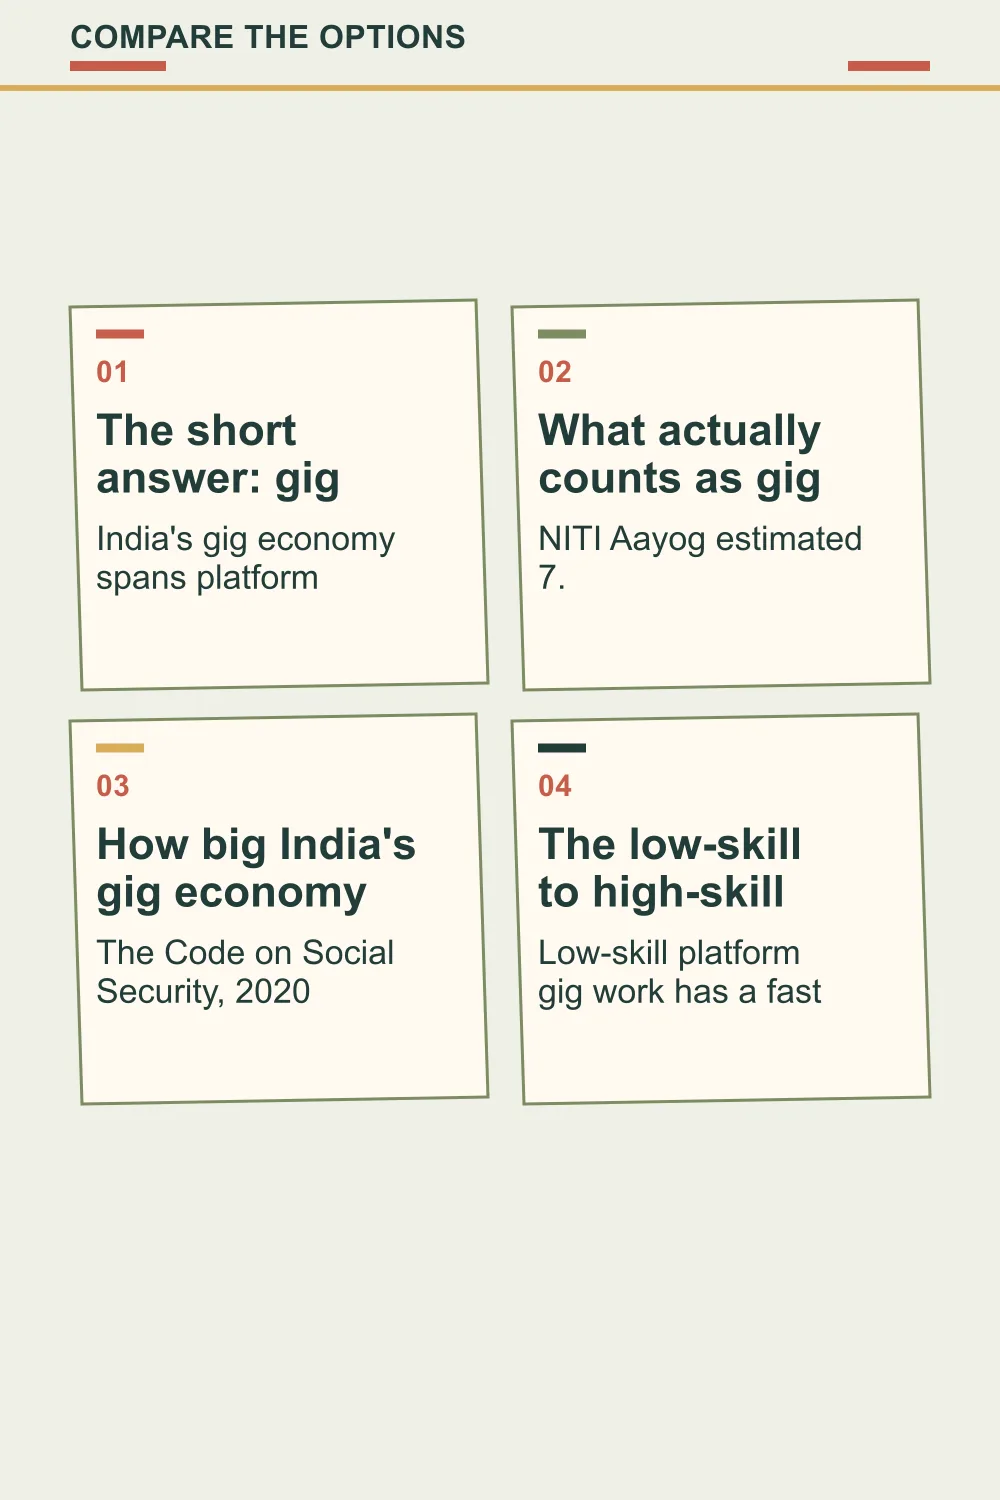 COMPARE THE OPTIONS
01
The short
answer: gig
India's gig economy
spans platform
02
What actually
counts as gig
NITI Aayog estimated
7.
03
How big India's
gig economy
The Code on Social
Security, 2020
04
The low-skill
to high-skill
Low-skill platform
gig work has a fast